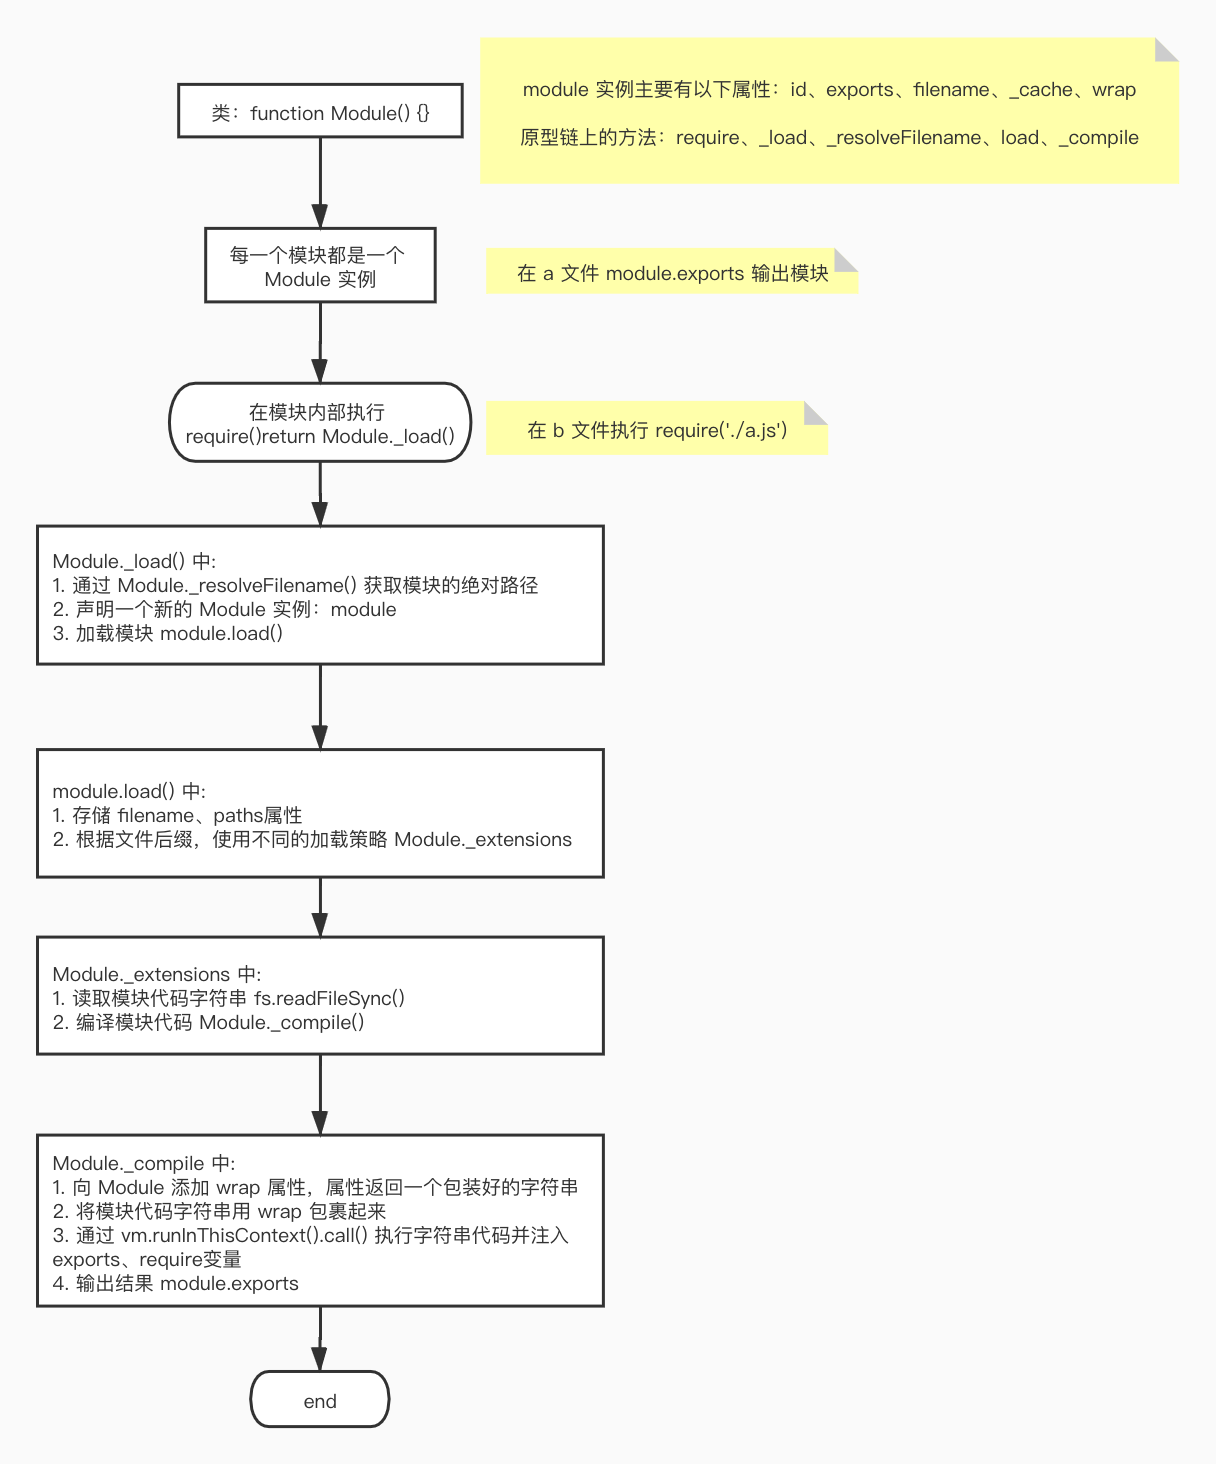 类：function Module() {}
module 实例主要有以下属性：id、exports、filename、_cache、wrap
原型链上的方法：require、_load、_resolveFilename、load、_compile
每一个模块都是一个
Module 实例
在 a 文件 module.exports 输出模块
在模块内部执行
require()return Module._load()
在 b 文件执行 require('./a.js')
Module._load() 中:
1. 通过 Module._resolveFilename() 获取模块的绝对路径
2. 声明一个新的 Module 实例：module
3. 加载模块 module.load()
module.load() 中:
1. 存储 filename、paths属性
2. 根据文件后缀，使用不同的加载策略 Module._extensions
Module._extensions 中:
1. 读取模块代码字符串 fs.readFileSync()
2. 编译模块代码 Module._compile()
Module._compile 中:
1. 向 Module 添加 wrap 属性，属性返回一个包装好的字符串
2. 将模块代码字符串用 wrap 包裹起来
3. 通过 vm.runInThisContext().call() 执行字符串代码并注入
exports、require变量
4. 输出结果 module.exports
end